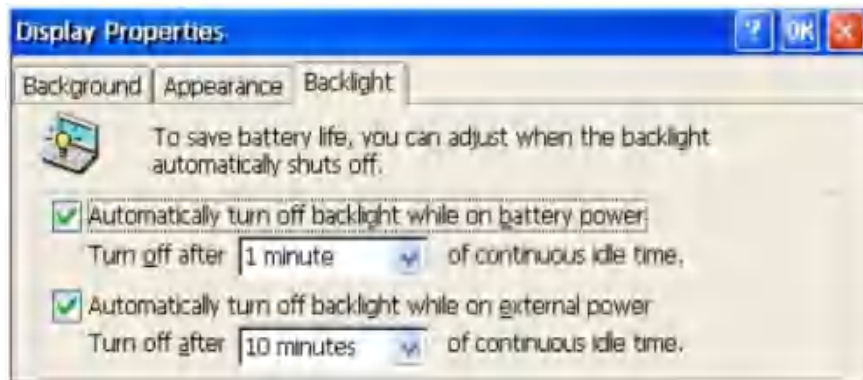 Display Properties ? OK ×
Background Appearance Backlight
To save battery life, you can adjust when the backlight
automatically shuts off.
Automatically turn off backlight while on battery power
Turn off after 1 minute of continuous idle time.
Automatically turn off backlight while on external power
Turn off after 10 minutes of continuous idle time.